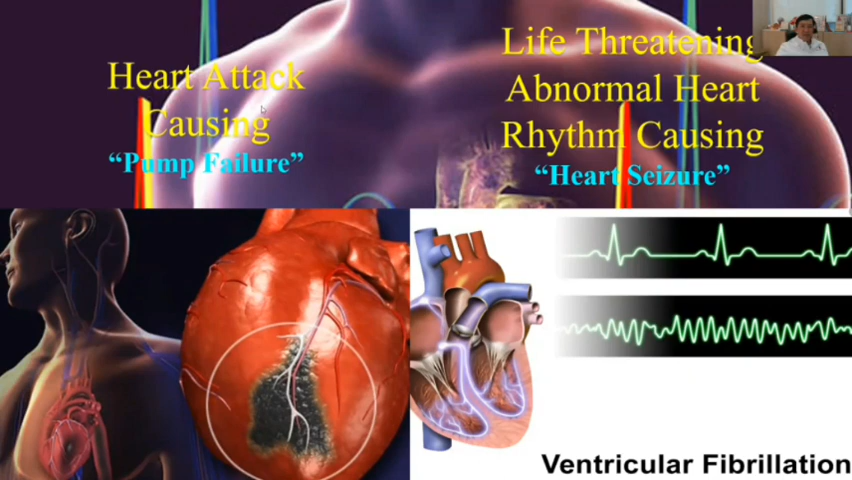 Heart Attack
Causing
“Pump Failure”
Life Threatening
Abnormal Heart
Rhythm Causing
“Heart Seizure”
Ventricular Fibrillation